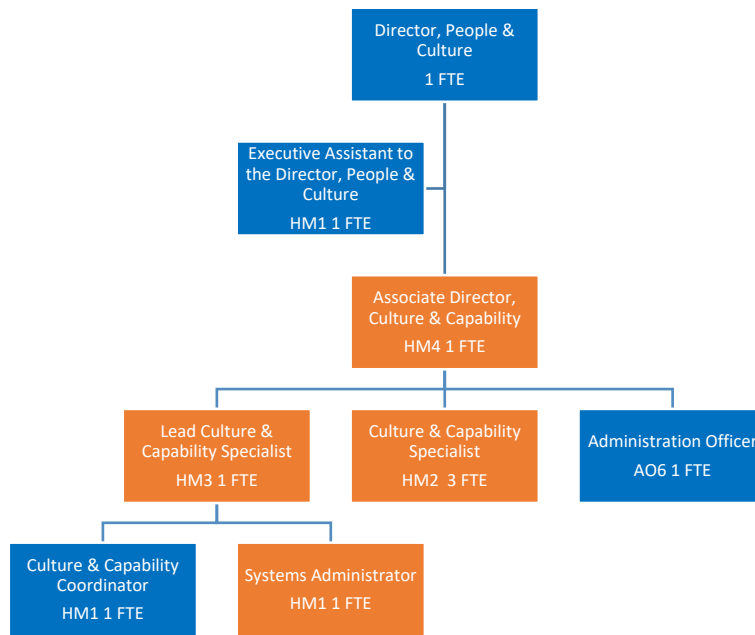 Director, People &
Culture
1 FTE
Executive Assistant to
the Director, People &
Culture
HM1 1 FTE
Associate Director,
Culture & Capability
HM4 1 FTE
Lead Culture &
Capability Specialist
HM3 1 FTE
Culture & Capability
Specialist
HM2  3 FTE
Administration Officer
AO6 1 FTE
Culture & Capability
Coordinator
HM1 1 FTE
Systems Administrator
HM1 1 FTE